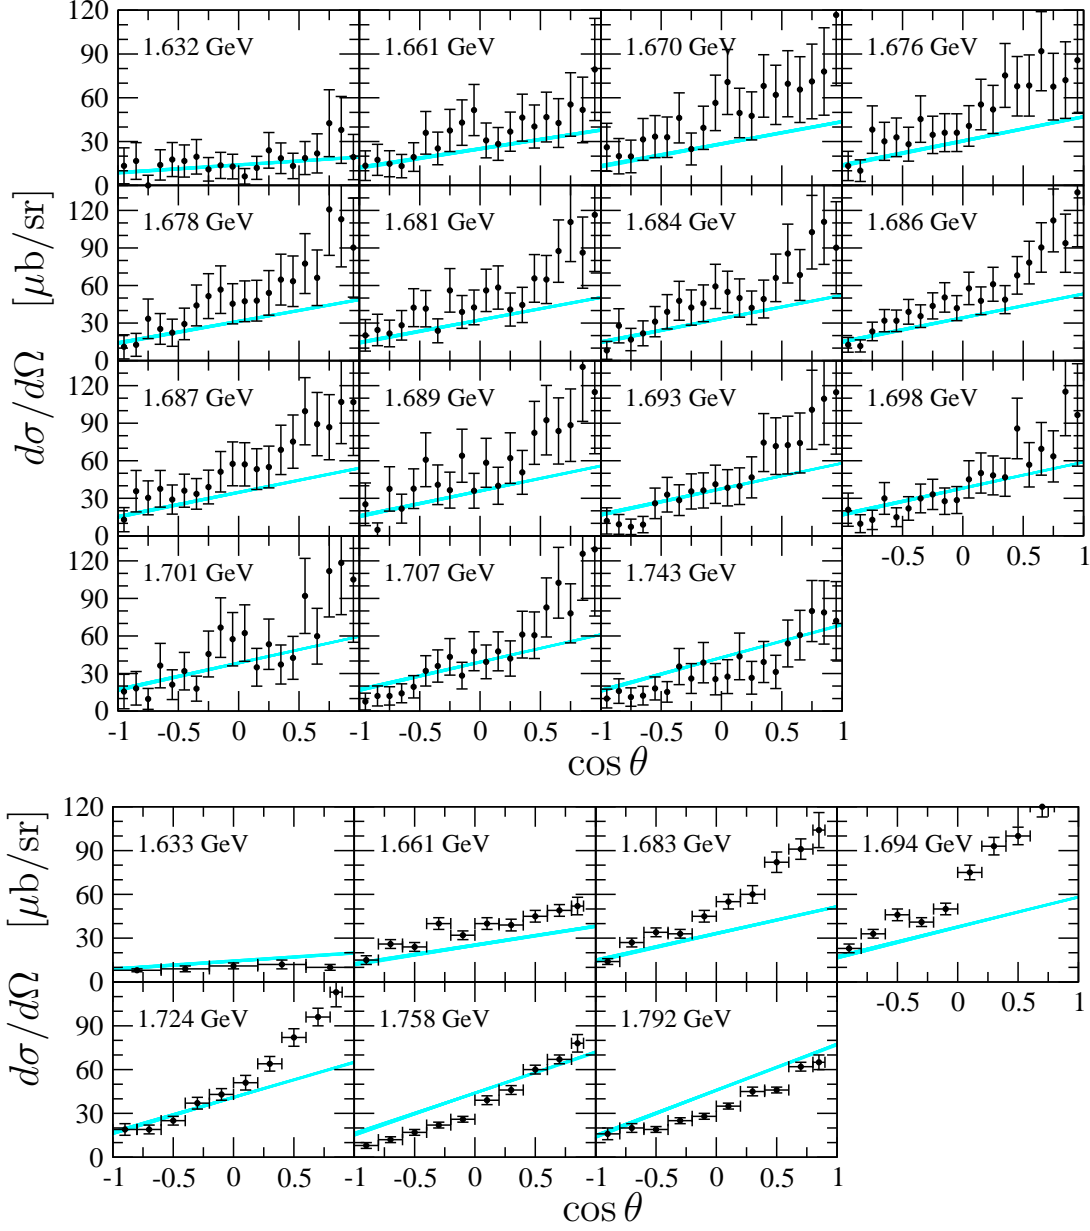 120
90
60
30
0
1.632 GeV
1.661 GeV
1.670 GeV
1.676 GeV
120
90
60
30
0
1.678 GeV
1.681 GeV
1.684 GeV
1.686 GeV
dσ/dΩ [μb/sr]
120
90
60
30
0
1.687 GeV
1.689 GeV
1.693 GeV
1.698 GeV
-0.5 0 0.5 1
120
90
60
30
0
1.701 GeV
1.707 GeV
1.743 GeV
-1 -0.5 0 0.5 -1 -0.5 0 0.5 -1 -0.5 0 0.5 1
cos θ
120
90
60
30
0
1.633 GeV
1.661 GeV
1.683 GeV
1.694 GeV
dσ/dΩ [μb/sr]
-0.5 0 0.5 1
90
60
30
0
1.724 GeV
1.758 GeV
1.792 GeV
-1 -0.5 0 0.5 -1 -0.5 0 0.5 -1 -0.5 0 0.5 1
cos θ